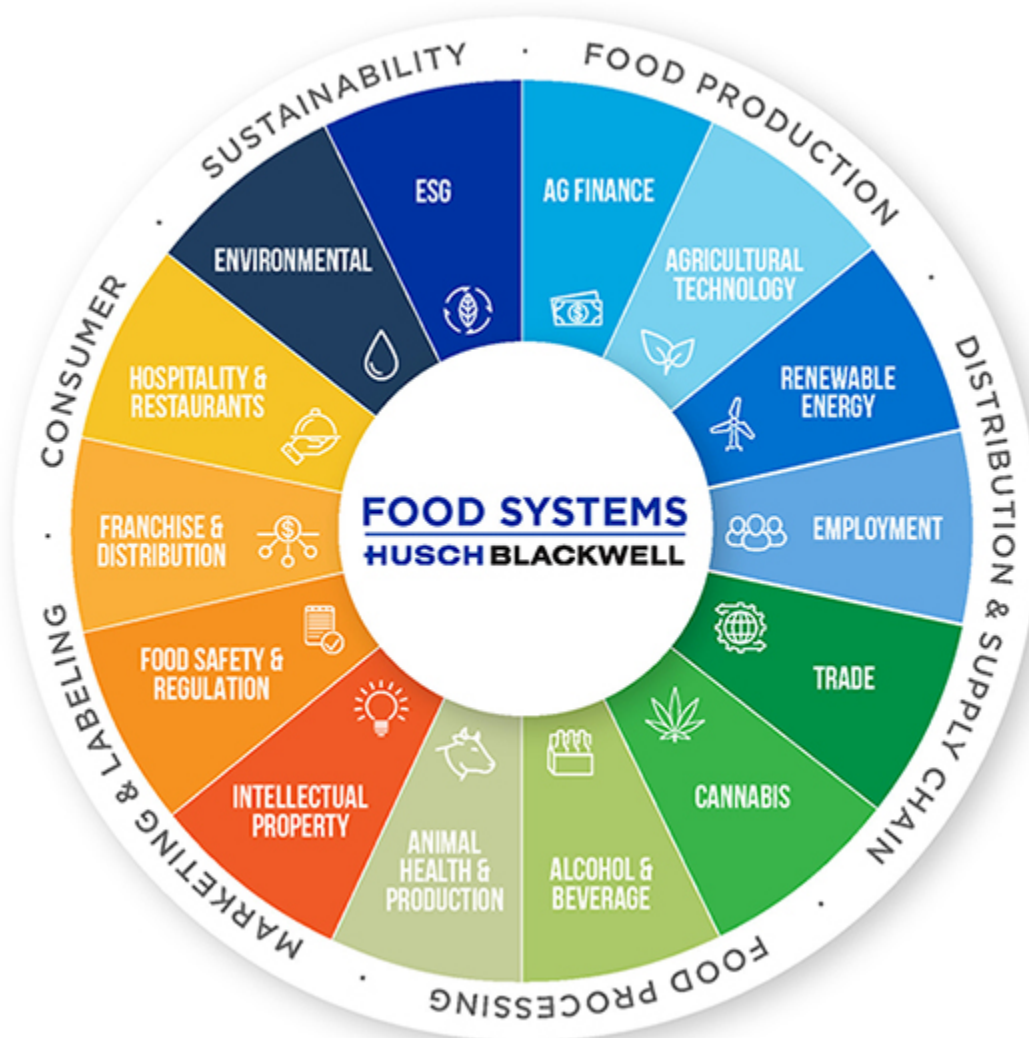 SUSTAINABILITY
·
FOOD PRODUCTION
·
DISTRIBUTION & SUPPLY CHAIN
·
FOOD PROCESSING
·
MARKETING & LABELING
·
CONSUMER
·
ESG
AG FINANCE
AGRICULTURAL
TECHNOLOGY
RENEWABLE
ENERGY
EMPLOYMENT
TRADE
CANNABIS
ALCOHOL &
BEVERAGE
ANIMAL
HEALTH &
PRODUCTION
INTELLECTUAL
PROPERTY
FOOD SAFETY &
REGULATION
FRANCHISE &
DISTRIBUTION
$
HOSPITALITY &
RESTAURANTS
ENVIRONMENTAL
$
FOOD SYSTEMS
HUSCH BLACKWELL